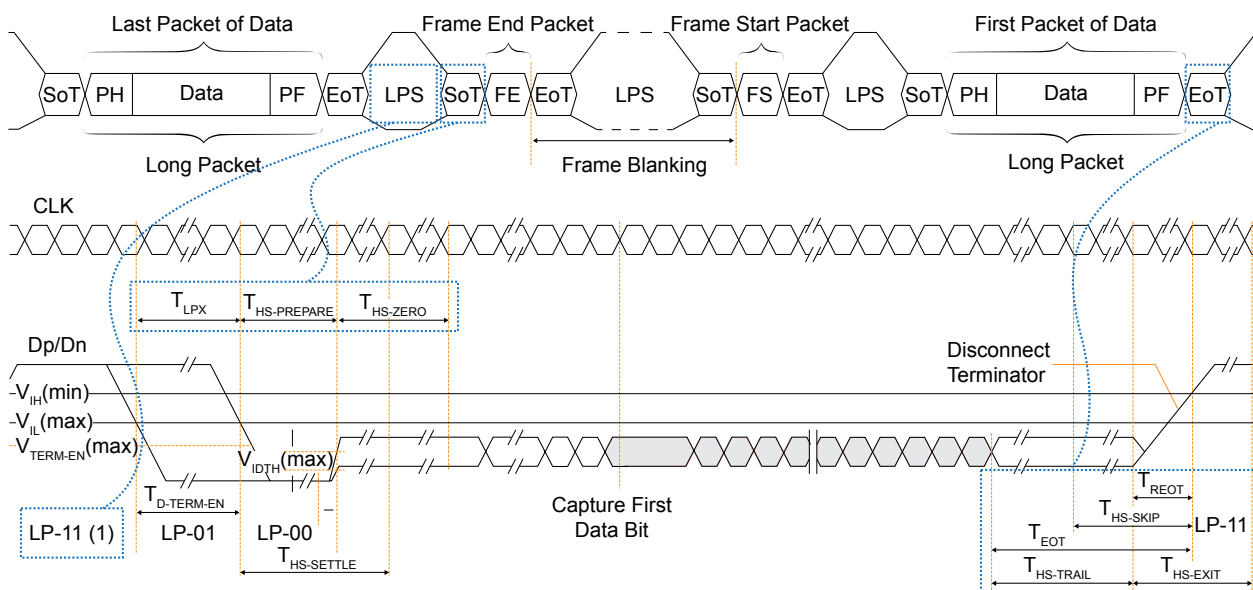 Last Packet of Data
Frame End Packet
Frame Start Packet
First Packet of Data
SoT PH Data PF EoT LPS SoT FE EoT LPS SoT FS EoT LPS SoT PH Data PF EoT
Long Packet
Frame Blanking
Long Packet
CLK
TLPX THS-PREPARE THS-ZERO
Dp/Dn
Disconnect
Terminator
VIH(min)
VIL(max)
VTERM-EN(max)
VIDTH(max)
TD-TERM-EN
LP-11 (1) LP-01 LP-00
THS-SETTLE
Capture First
Data Bit
TREOT
THS-SKIP LP-11
TEOT
THS-TRAIL THS-EXIT